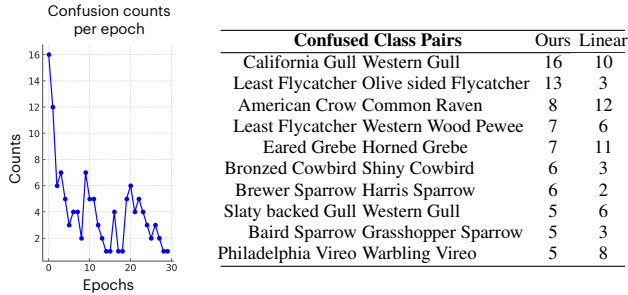 Confusion counts
per epoch
Counts
16
14
12
10
8
6
4
2
0 10 20 30
Epochs
Confused Class Pairs Ours Linear
California Gull Western Gull 16 10
Least Flycatcher Olive sided Flycatcher 13 3
American Crow Common Raven 8 12
Least Flycatcher Western Wood Pewee 7 6
Eared Grebe Horned Grebe 7 11
Bronzed Cowbird Shiny Cowbird 6 3
Brewer Sparrow Harris Sparrow 6 2
Slaty backed Gull Western Gull 5 6
Baird Sparrow Grasshopper Sparrow 5 3
Philadelphia Vireo Warbling Vireo 5 8